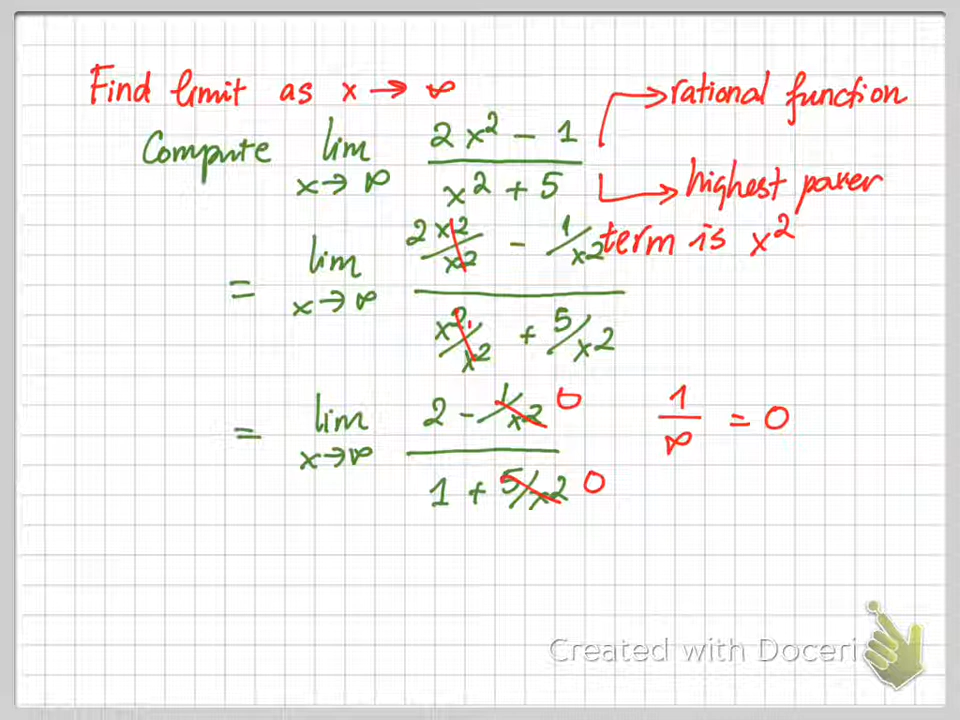 Find limit as x → ∞
Compute lim x→∞ (2x² - 1)/(x² + 5)
→ rational function
→ highest power term is x²
= lim x→∞ (2x²/x² - 1/x²)/(x²/x² + 5/x²)
= lim x→∞ (2 - 1/x² 0)/(1 + 5/x² 0)
1/∞ = 0
Created with Doceri